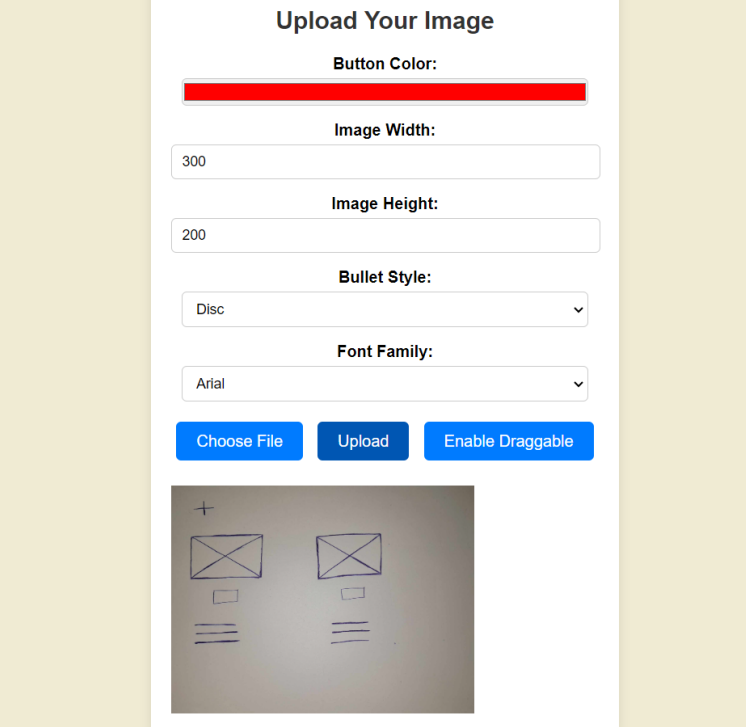 Upload Your Image
Button Color:
Image Width:
300
Image Height:
200
Bullet Style:
Disc
Font Family:
Arial
Choose File Upload Enable Draggable
+